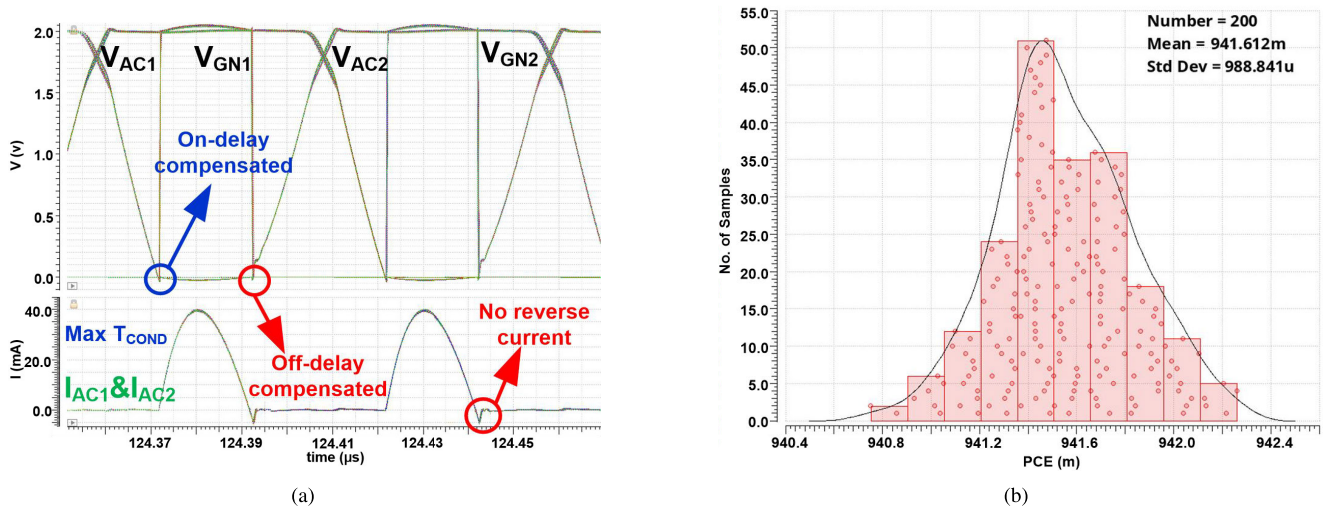 2.0
1.5
1.0
0.5
0.0
V (v)
V_AC1
V_GN1
V_AC2
V_GN2
On-delay
compensated
40.0
20.0
0.0
I (mA)
Max T_COND
I_AC1&I_AC2
Off-delay
compensated
No reverse
current
124.37
124.39
124.41
124.43
124.45
time (μs)
(a)
Number = 200
Mean = 941.612m
Std Dev = 988.841u
50.0
45.0
40.0
35.0
30.0
25.0
20.0
15.0
10.0
5.0
0.0
No. of Samples
940.4
940.8
941.2
941.6
942.0
942.4
PCE (m)
(b)